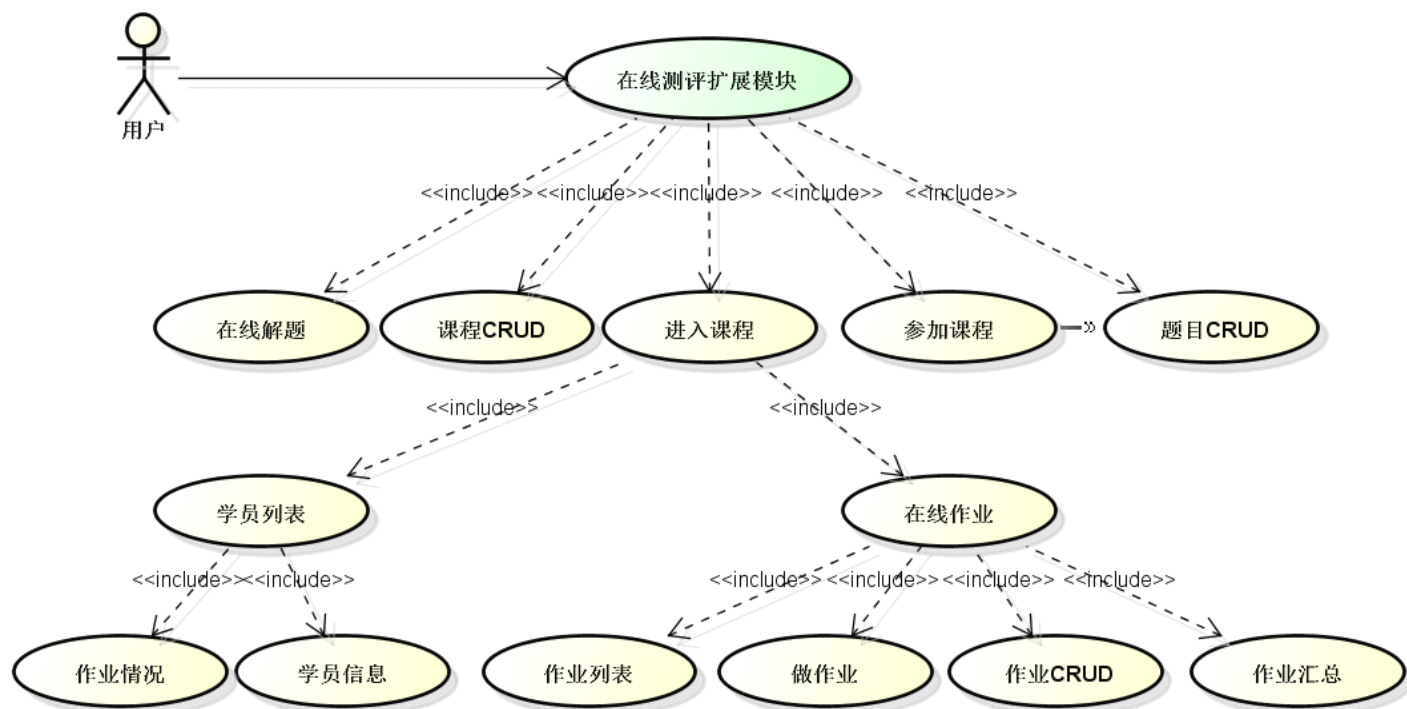 在线测评扩展模块
用户
<<include>> <<include>> <<include>> <<include>> <<include>>
在线解题 课程CRUD 进入课程 参加课程 题目CRUD
<<include>> <<include>>
学员列表 在线作业
<<include>> <<include>> <<include>> <<include>> <<include>> <<include>>
作业情况 学员信息 作业列表 做作业 作业CRUD 作业汇总